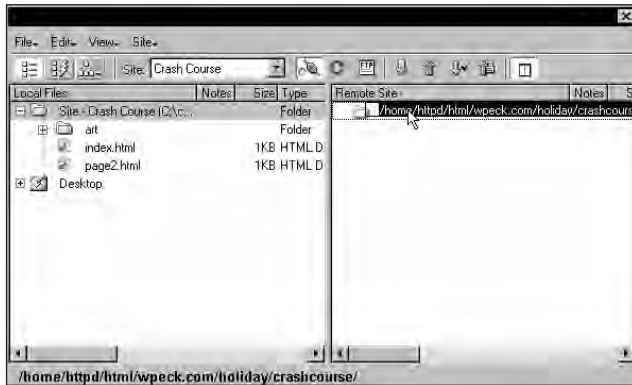 File Edit View Site
Site: Crash Course
Local Files Notes Size Type
Site - Crash Course (C:\c... Folder
art Folder
index.html 1KB HTML D
page2.html 1KB HTML D
Desktop
Remote Site Notes S
/home/httpd/html/wpeck.com/holiday/crashcourse
/home/httpd/html/wpeck.com/holiday/crashcourse/